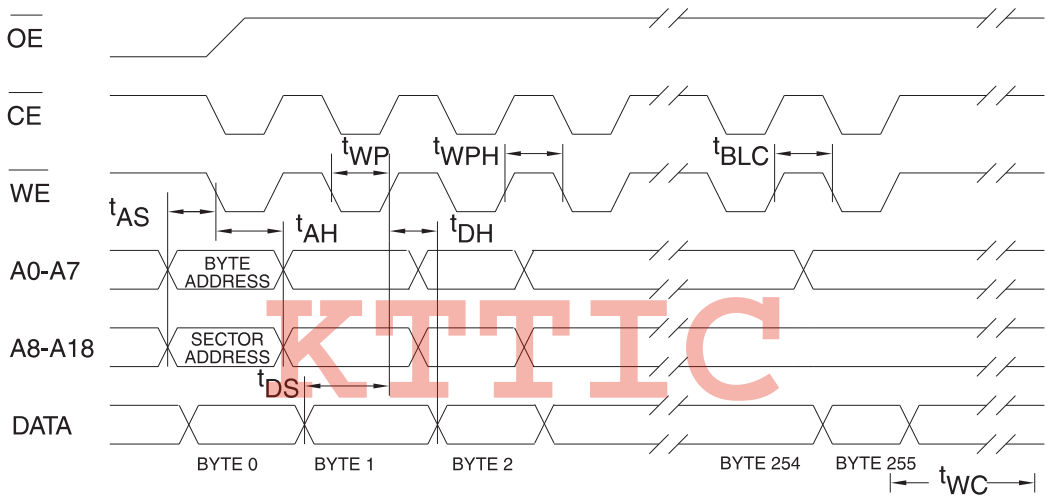 OE
CE
tWP
tWPH
tBLC
WE
tAS
tAH
tDH
A0-A7
BYTE
ADDRESS
KTTIC
A8-A18
SECTOR
ADDRESS
tDS
DATA
BYTE 0
BYTE 1
BYTE 2
BYTE 254
BYTE 255
tWC